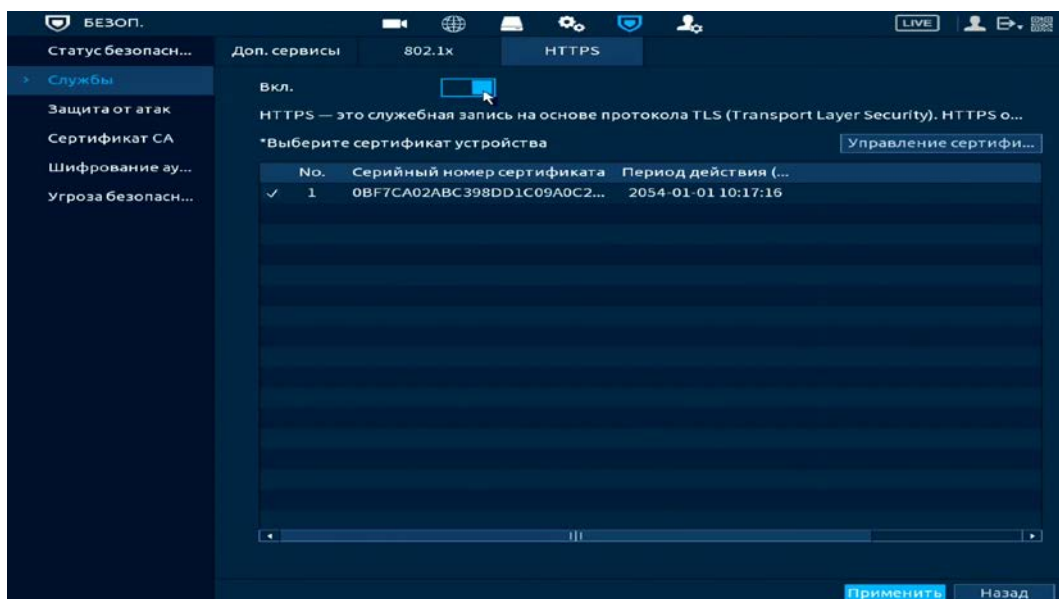 БЕЗОП.
LIVE
Статус безопасн...
Доп. сервисы
802.1x
HTTPS
Службы
Защита от атак
Сертификат CA
Шифрование ау...
Угроза безопасн...
Вкл.
HTTPS — это служебная запись на основе протокола TLS (Transport Layer Security). HTTPS о...
*Выберите сертификат устройства
Управление сертифи...
No. Серийный номер сертификата Период действия (...
1 0BF7CA02ABC398DD1C09A0C2... 2054-01-01 10:17:16
Применить
Назад